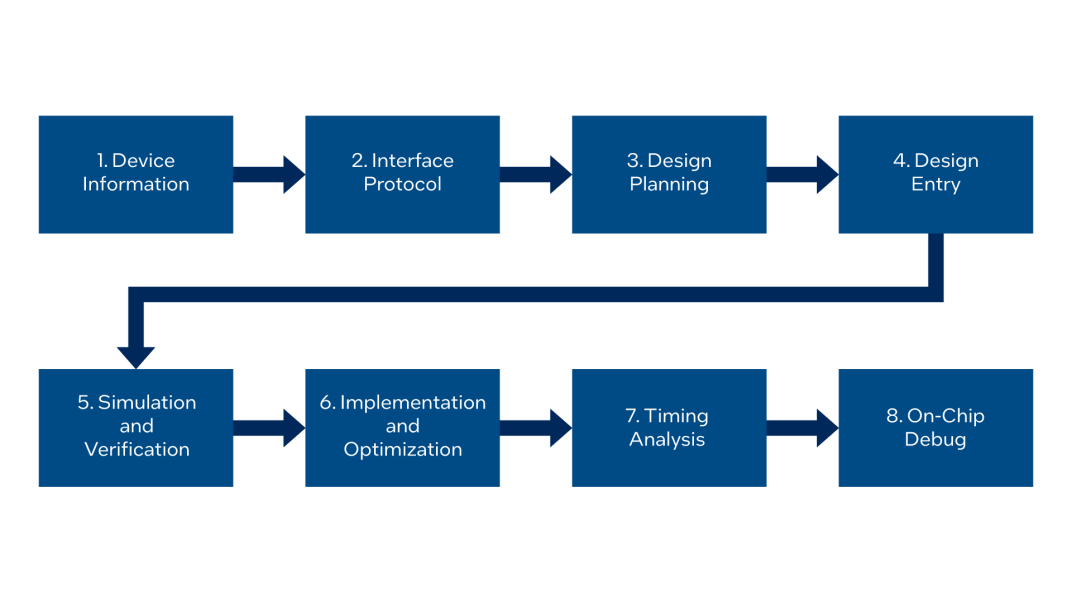 1. Device
Information
2. Interface
Protocol
3. Design
Planning
4. Design
Entry
5. Simulation
and
Verification
6. Implementation
and
Optimization
7. Timing
Analysis
8. On-Chip
Debug